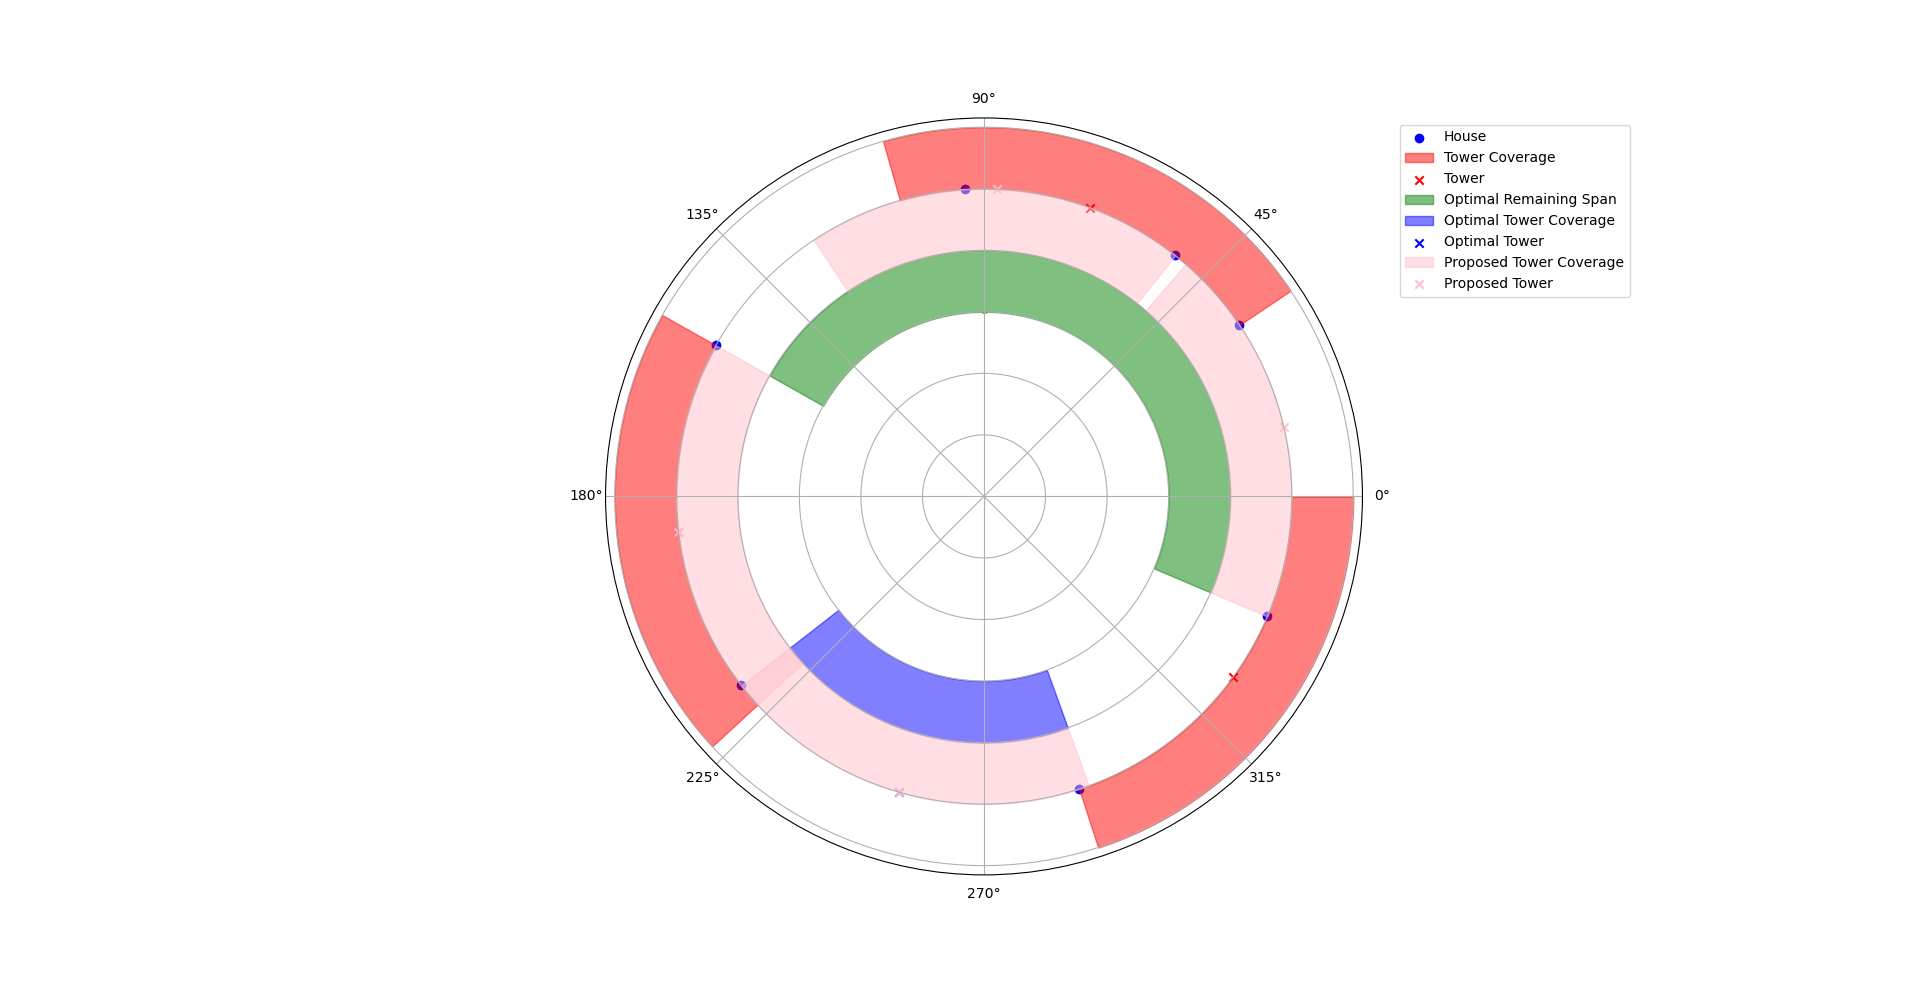 90°
135°
45°
180°
0°
225°
315°
270°
House
Tower Coverage
Tower
Optimal Remaining Span
Optimal Tower Coverage
Optimal Tower
Proposed Tower Coverage
Proposed Tower